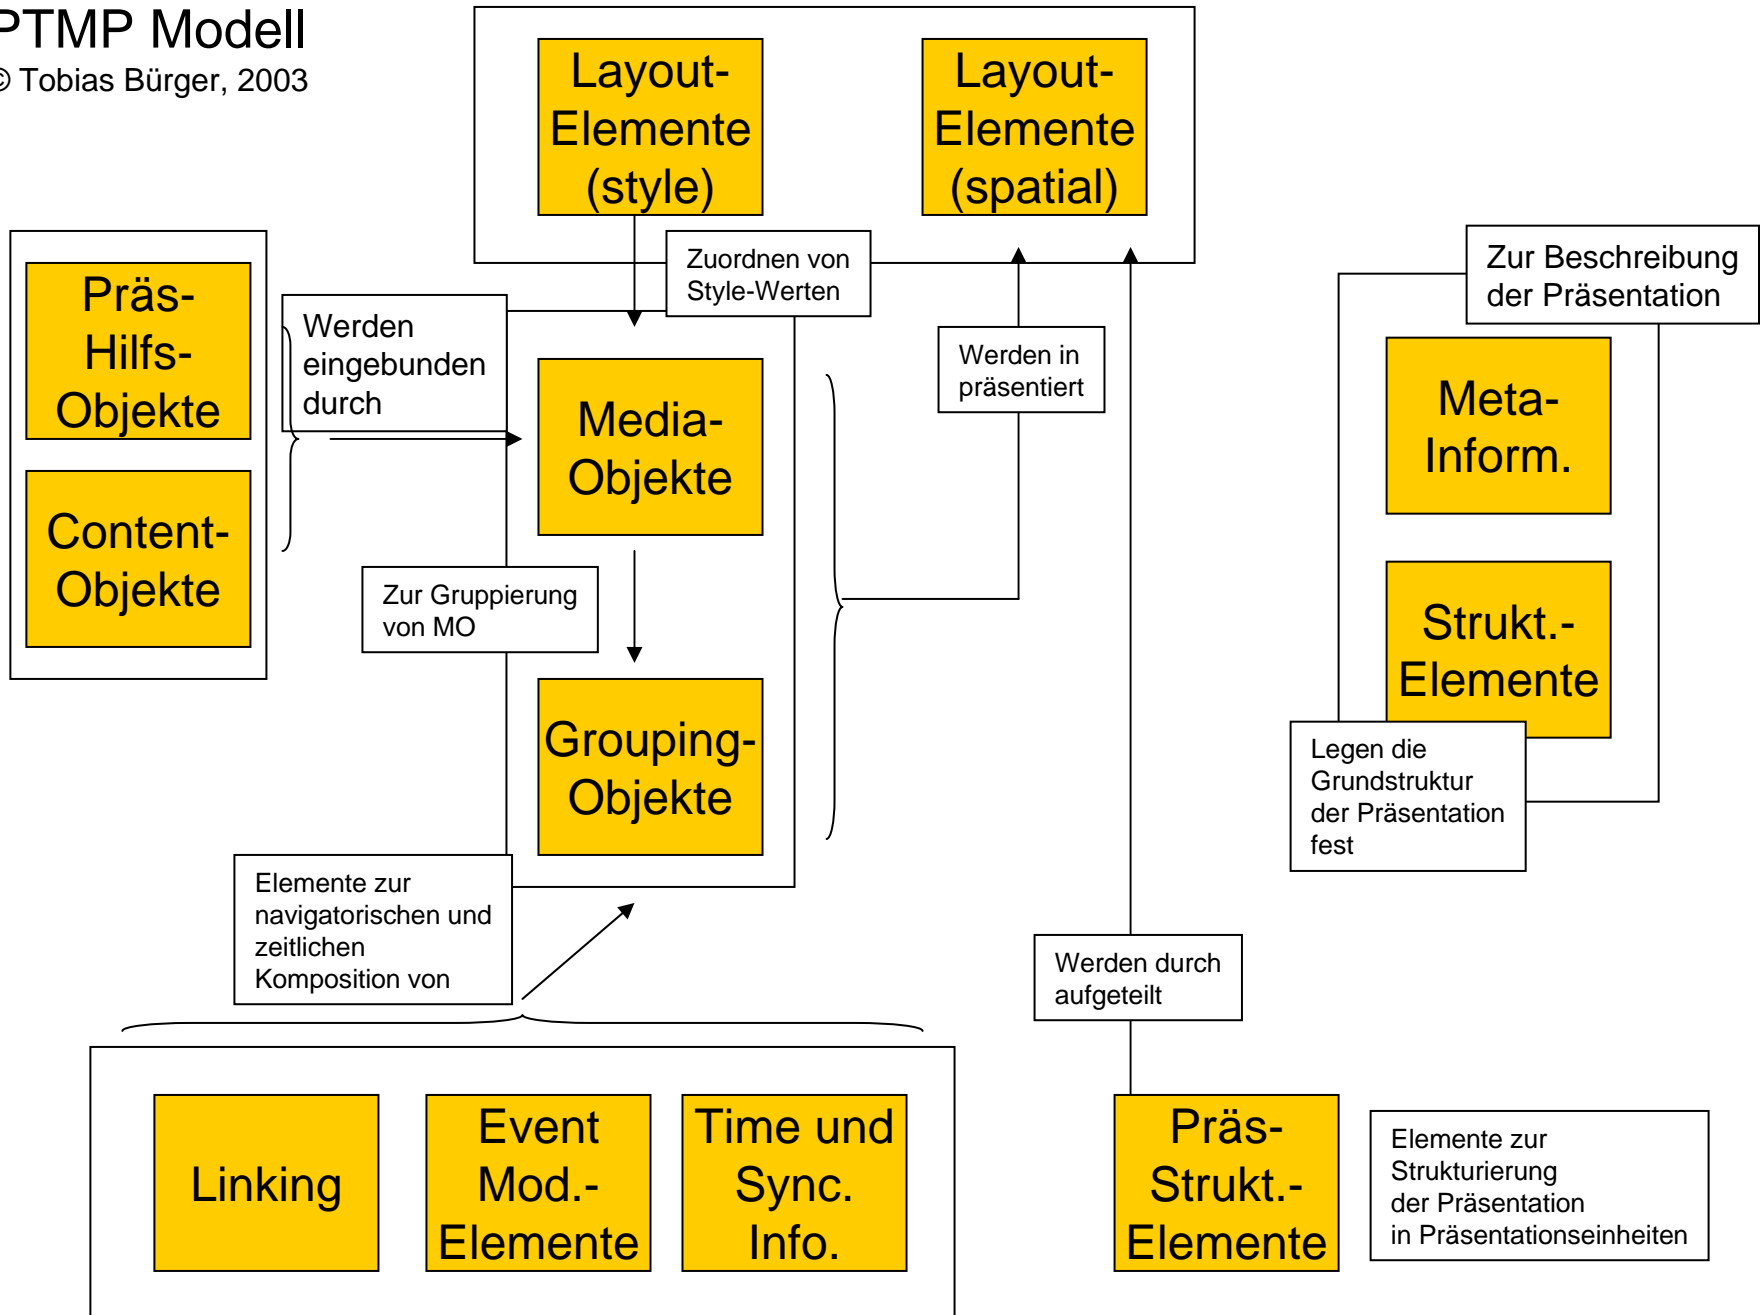 PTMP Modell
© Tobias Bürger, 2003
Layout-
Elemente
(style)
Layout-
Elemente
(spatial)
Zuordnen von
Style-Werten
Präs-
Hilfs-
Objekte
Content-
Objekte
Werden
eingebunden
durch
Media-
Objekte
Werden in
präsentiert
Zur Gruppierung
von MO
Grouping-
Objekte
Zur Beschreibung
der Präsentation
Meta-
Inform.
Strukt.-
Elemente
Legen die
Grundstruktur
der Präsentation
fest
Elemente zur
navigatorischen und
zeitlichen
Komposition von
Werden durch
aufgeteilt
Linking
Event
Mod.-
Elemente
Time und
Sync.
Info.
Präs-
Strukt.-
Elemente
Elemente zur
Strukturierung
der Präsentation
in Präsentationseinheiten